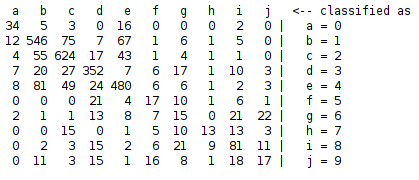 a b c d e f g h i j <-- classified as
34 5 3 0 16 0 0 0 2 0 | a = 0
12 546 75 7 67 1 6 1 5 0 | b = 1
4 55 624 17 43 1 4 1 1 0 | c = 2
7 20 27 352 7 6 17 1 10 3 | d = 3
8 81 49 24 480 6 6 1 2 3 | e = 4
0 0 0 21 4 17 10 1 6 1 | f = 5
2 1 1 13 8 7 15 0 21 22 | g = 6
0 0 15 0 1 5 10 13 13 3 | h = 7
0 2 3 15 2 6 21 9 81 11 | i = 8
0 11 3 15 1 16 8 1 18 17 | j = 9